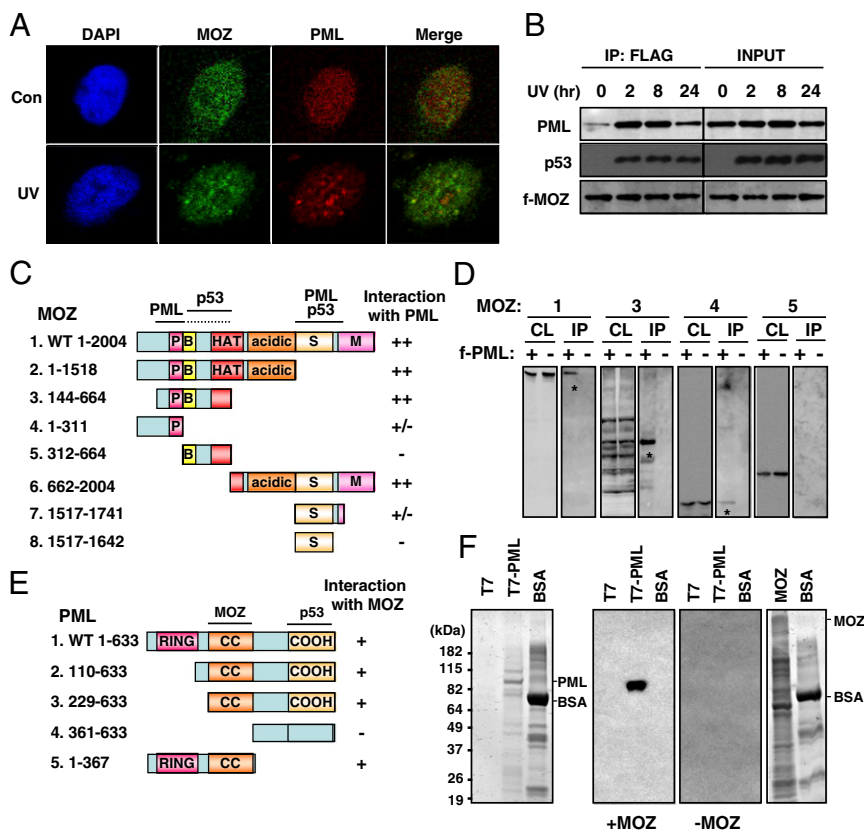 A
DAPI MOZ PML Merge
Con
UV
B
IP: FLAG INPUT
UV (hr) 0 2 8 24 0 2 8 24
PML
p53
f-MOZ
C
MOZ
PML p53 PML p53
Interaction with PML
1. WT 1-2004 P B HAT acidic S M ++
2. 1-1518 P B HAT acidic ++
3. 144-664 P B ++
4. 1-311 P +/-
5. 312-664 B -
6. 662-2004 acidic S M ++
7. 1517-1741 S +/-
8. 1517-1642 S -
D
MOZ: 1 3 4 5
CL IP CL IP CL IP CL IP
f-PML: + - + - + - + - + - + - + - + -
* * *
E
PML
MOZ p53
Interaction with MOZ
1. WT 1-633 RING CC COOH +
2. 110-633 CC COOH +
3. 229-633 CC COOH +
4. 361-633 -
5. 1-367 RING CC +
F
T7 T7-PML BSA T7 T7-PML BSA T7 T7-PML BSA MOZ BSA
(kDa)
182
115
82
64
49
37
26
19
PML
BSA
MOZ
BSA
+MOZ -MOZ